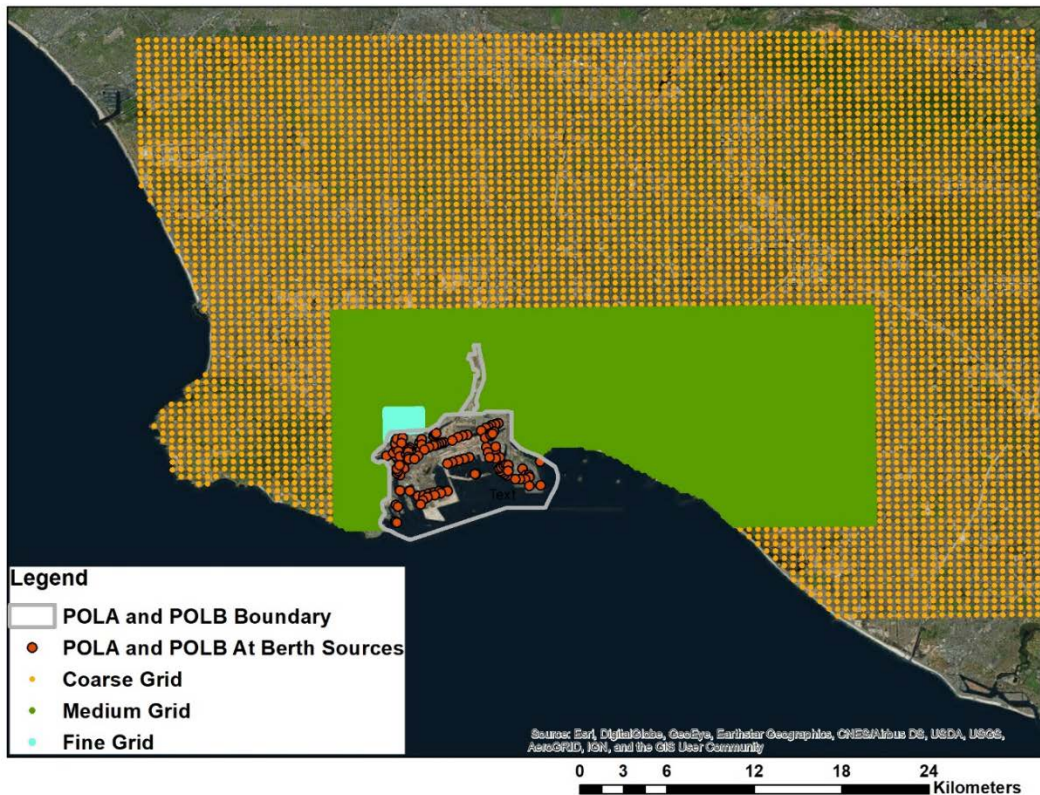 Text
Legend
POLA and POLB Boundary
POLA and POLB At Berth Sources
Coarse Grid
Medium Grid
Fine Grid
Source: Esri, DigitalGlobe, GeoEye, Earthstar Geographics, CNES/Airbus DS, USDA, USGS,
AeroGRID, IGN, and the GIS User Community
0 3 6 12 18 24
Kilometers